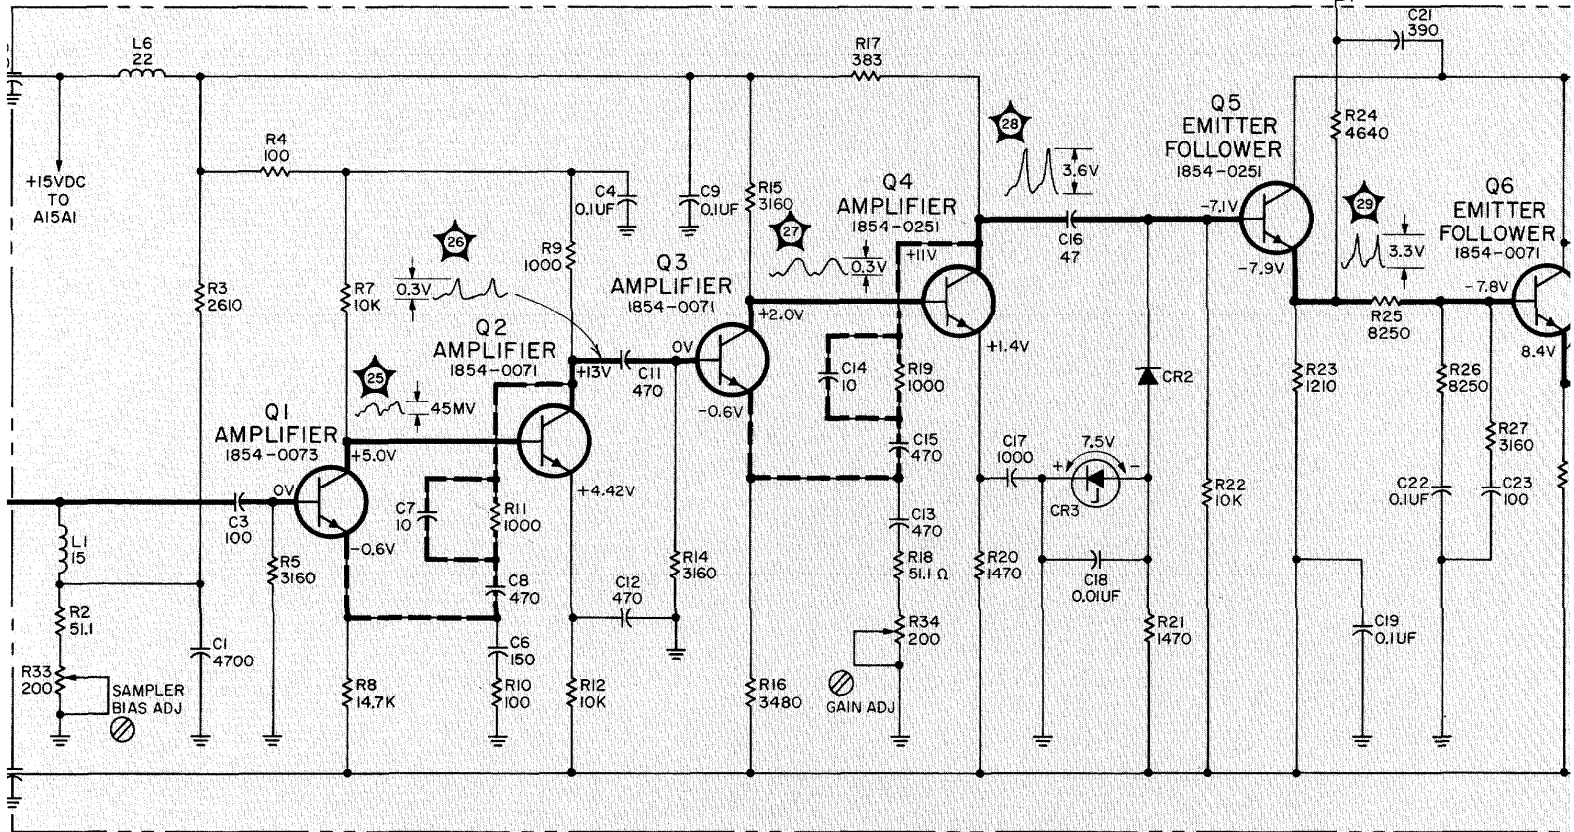 L6
22
+15VDC
TO
A15A1
R4
100
R3
2610
R7
10K
26
0.3V
25
45MV
Q1
AMPLIFIER
1854-0073
+5.0V
0V
-0.6V
C3
100
L1
15
R5
3160
R2
51.1
R33
200
SAMPLER
BIAS ADJ
C1
4700
R8
14.7K
C7
10
R11
1000
C8
470
C6
150
R10
100
Q2
AMPLIFIER
1854-0071
+13V
+4.42V
R9
1000
C4
0.1UF
C9
0.1UF
C11
470
C12
470
R12
10K
R14
3160
Q3
AMPLIFIER
1854-0071
0V
+2.0V
-0.6V
R15
3160
27
0.3V
R17
383
R16
3480
Q4
AMPLIFIER
1854-0251
+11V
+1.4V
C14
10
R19
1000
C15
470
C13
470
R18
51.1 Ω
R34
200
GAIN ADJ
28
3.6V
C16
47
C17
1000
R20
1470
7.5V
+
-
CR3
CR2
C18
0.01UF
R21
1470
R22
10K
Q5
EMITTER
FOLLOWER
1854-0251
-7.1V
-7.9V
R23
1210
C19
0.1UF
C21
390
R24
4640
29
3.3V
R25
8250
Q6
EMITTER
FOLLOWER
1854-0071
-7.8V
8.4V
R26
8250
R27
3160
C22
0.1UF
C23
100